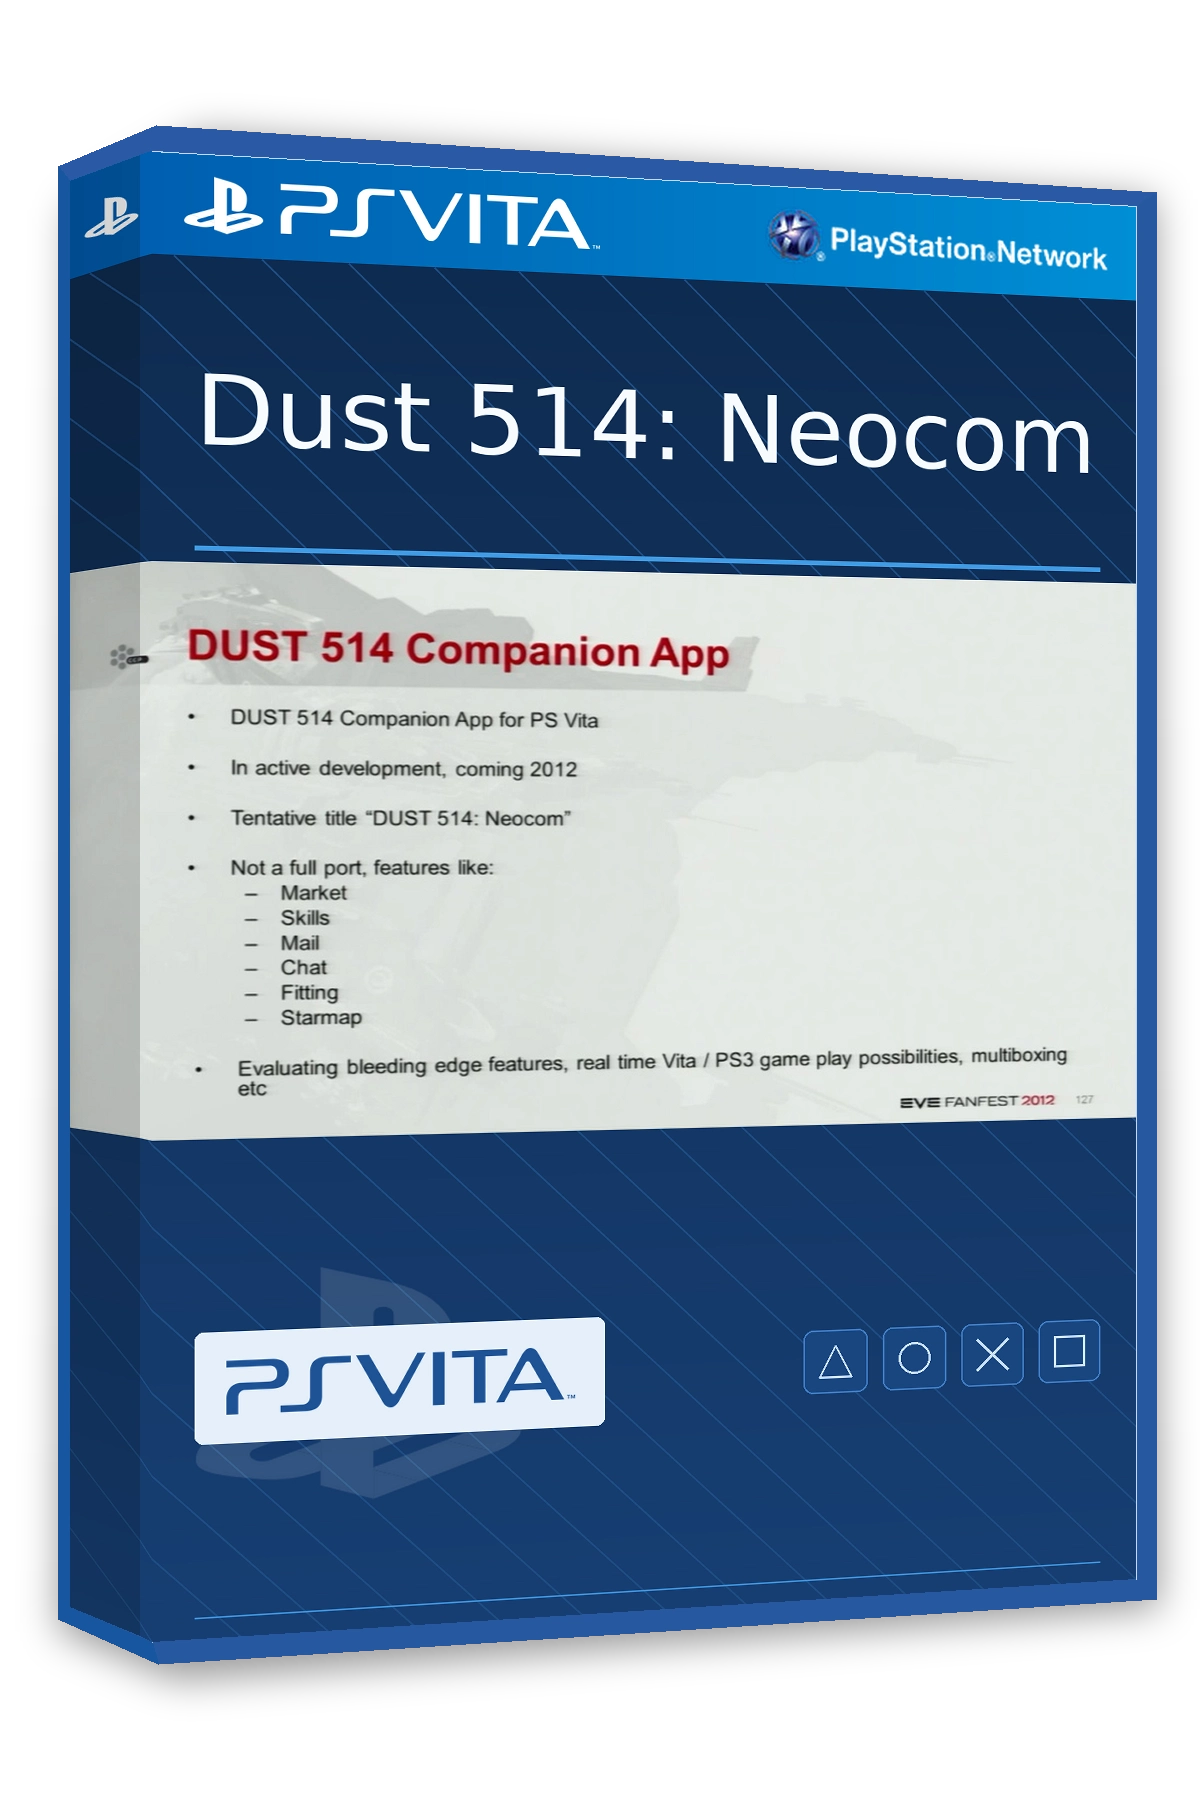 PSVITA™
PlayStation®Network
Dust 514: Neocom
DUST 514 Companion App
• DUST 514 Companion App for PS Vita
• In active development, coming 2012
• Tentative title “DUST 514: Neocom”
• Not a full port, features like:
– Market
– Skills
– Mail
– Chat
– Fitting
– Starmap
• Evaluating bleeding edge features, real time Vita / PS3 game play possibilities, multiboxing
etc
EVE FANFEST 2012 127
PSVITA™